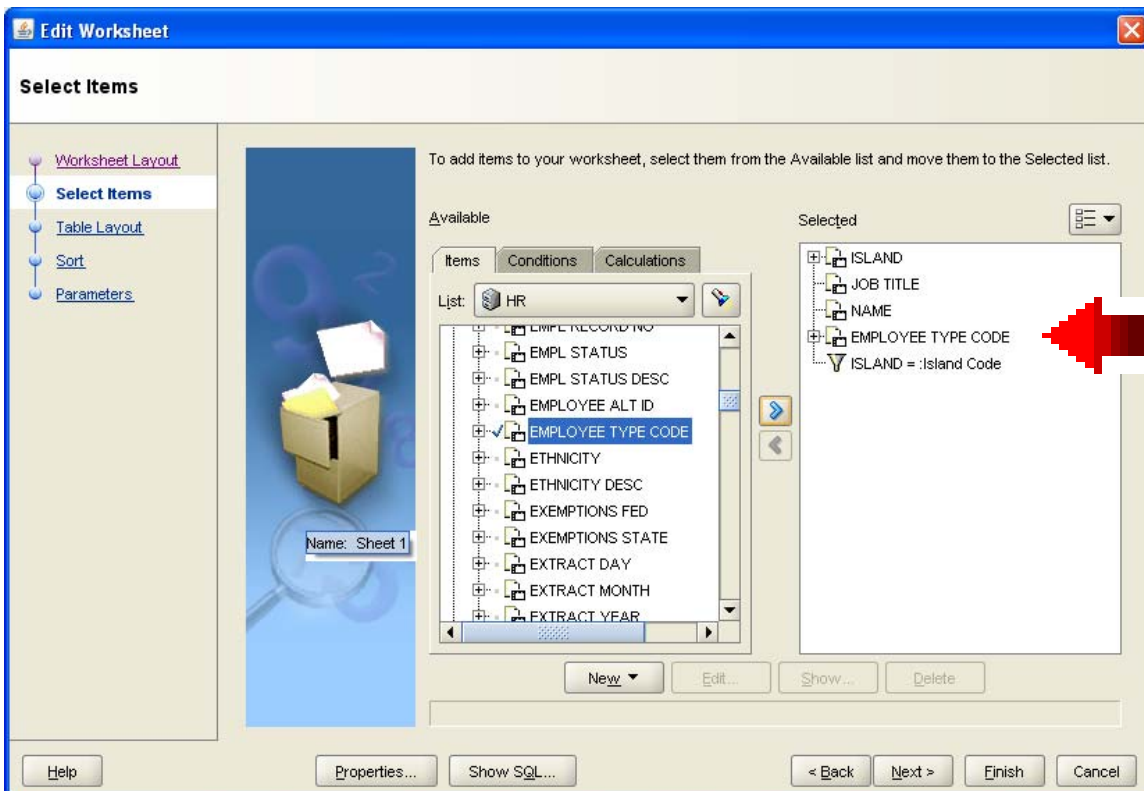 Edit Worksheet
Select Items
Worksheet Layout
Select Items
Table Layout
Sort
Parameters
Name: Sheet 1
To add items to your worksheet, select them from the Available list and move them to the Selected list.
Available
Items Conditions Calculations
List: HR
EMPL RECORD NO
EMPL STATUS
EMPL STATUS DESC
EMPLOYEE ALT ID
EMPLOYEE TYPE CODE
ETHNICITY
ETHNICITY DESC
EXEMPTIONS FED
EXEMPTIONS STATE
EXTRACT DAY
EXTRACT MONTH
EXTRACT YEAR
Selected
ISLAND
JOB TITLE
NAME
EMPLOYEE TYPE CODE
ISLAND = :Island Code
New Edit... Show... Delete
Help Properties... Show SQL... < Back Next > Finish Cancel